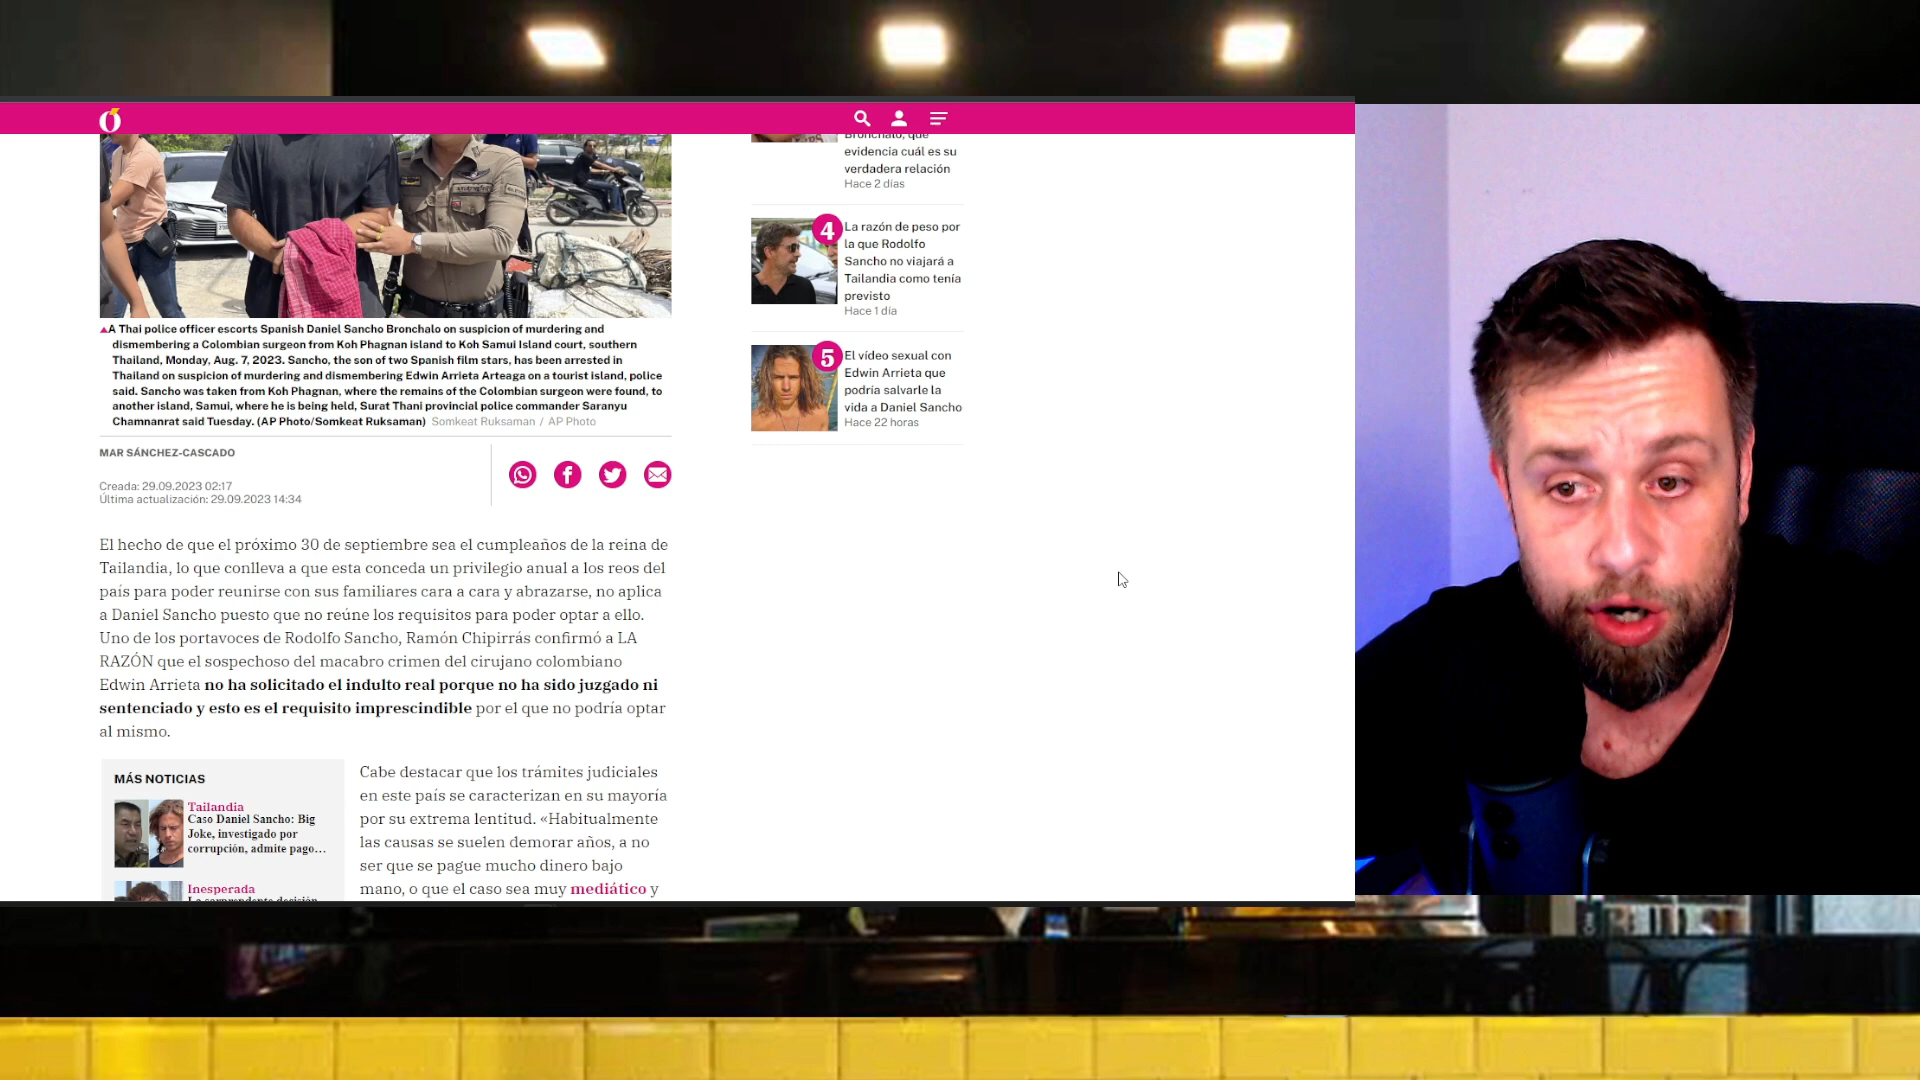 Ó
▲A Thai police officer escorts Spanish Daniel Sancho Bronchalo on suspicion of murdering and
dismembering a Colombian surgeon from Koh Phagnan island to Koh Samui Island court, southern
Thailand, Monday, Aug. 7, 2023. Sancho, the son of two Spanish film stars, has been arrested in
Thailand on suspicion of murdering and dismembering Edwin Arrieta Arteaga on a tourist island, police
said. Sancho was taken from Koh Phagnan, where the remains of the Colombian surgeon were found, to
another island, Samui, where he is being held, Surat Thani provincial police commander Saranyu
Chamnanrat said Tuesday. (AP Photo/Somkeat Ruksaman) Somkeat Ruksaman / AP Photo
MAR SÁNCHEZ-CASCADO
Creada: 29.09.2023 02:17
Última actualización: 29.09.2023 14:34
El hecho de que el próximo 30 de septiembre sea el cumpleaños de la reina de
Tailandia, lo que conlleva a que esta conceda un privilegio anual a los reos del
país para poder reunirse con sus familiares cara a cara y abrazarse, no aplica
a Daniel Sancho puesto que no reúne los requisitos para poder optar a ello.
Uno de los portavoces de Rodolfo Sancho, Ramón Chipirrás confirmó a LA
RAZÓN que el sospechoso del macabro crimen del cirujano colombiano
Edwin Arrieta no ha solicitado el indulto real porque no ha sido juzgado ni
sentenciado y esto es el requisito imprescindible por el que no podría optar
al mismo.
MÁS NOTICIAS
Tailandia
Caso Daniel Sancho: Big
Joke, investigado por
corrupción, admite pago...
Inesperada
La sorprendente decisión
Cabe destacar que los trámites judiciales
en este país se caracterizan en su mayoría
por su extrema lentitud. «Habitualmente
las causas se suelen demorar años, a no
ser que se pague mucho dinero bajo
mano, o que el caso sea muy mediático y
Bronchalo, que
evidencia cuál es su
verdadera relación
Hace 2 días
4
La razón de peso por
la que Rodolfo
Sancho no viajará a
Tailandia como tenía
previsto
Hace 1 día
5
El vídeo sexual con
Edwin Arrieta que
podría salvarle la
vida a Daniel Sancho
Hace 22 horas